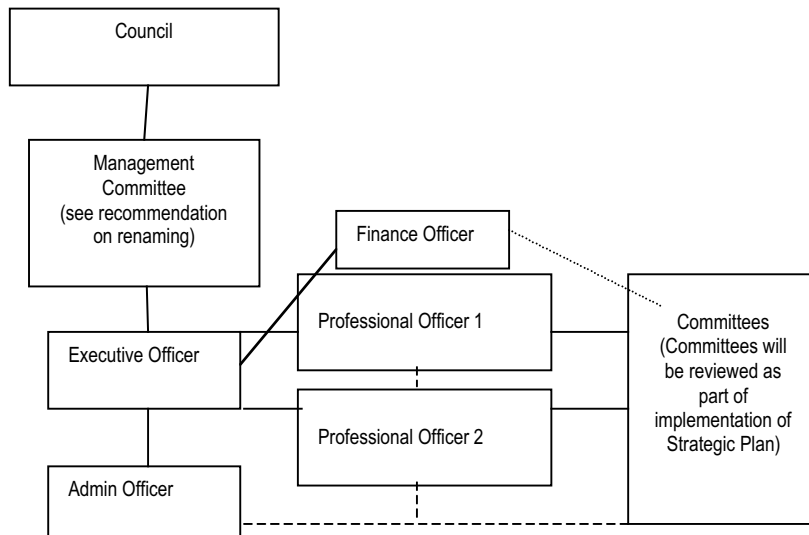 Council
Management
Committee
(see recommendation
on renaming)
Finance Officer
Professional Officer 1
Executive Officer
Committees
(Committees will
be reviewed as
part of
implementation of
Strategic Plan)
Professional Officer 2
Admin Officer